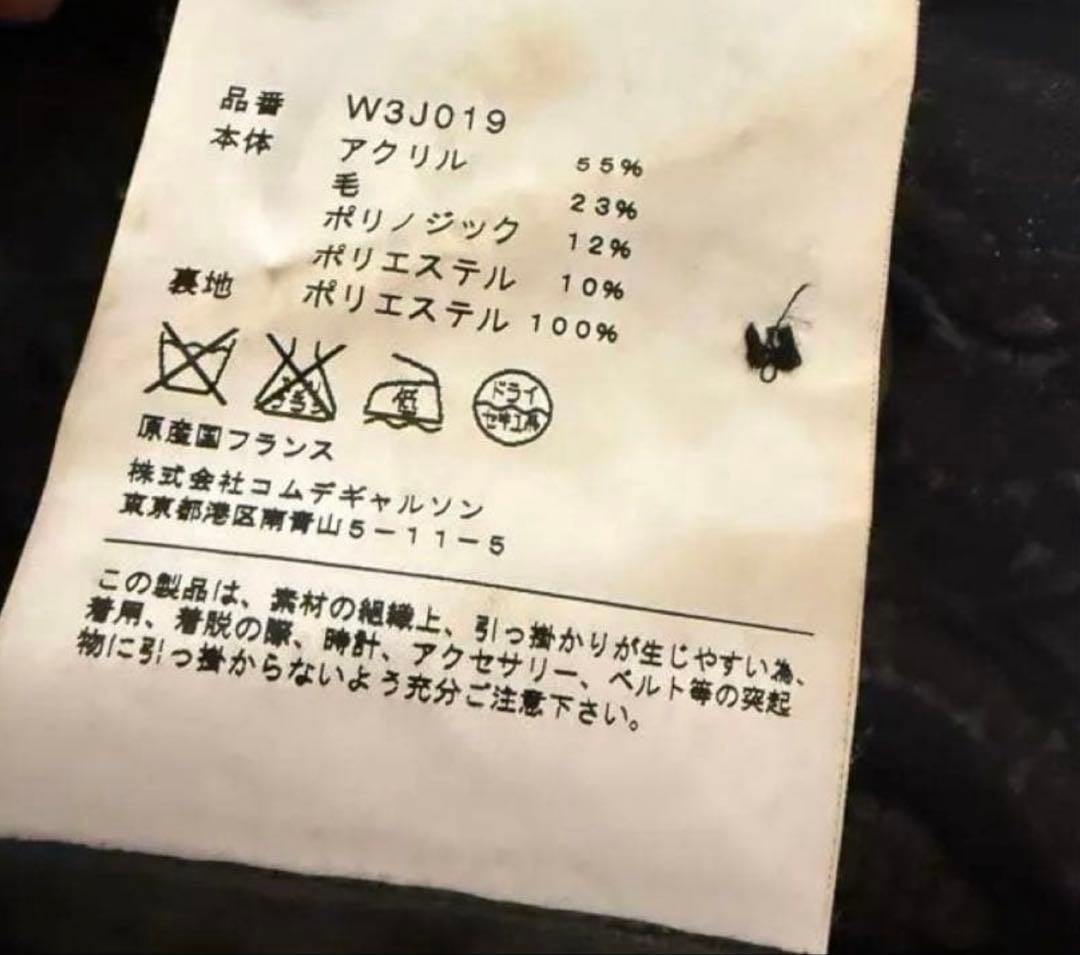 品番 W3J019
本体 アクリル 55%
毛 23%
ポリノジック 12%
ポリエステル 10%
裏地 ポリエステル 100%
低 ドライ
セキユ系
原産国フランス
株式会社コムデギャルソン
東京都港区南青山5-11-5
この製品は、素材の組織上、引っ掛かりが生じやすい為、
着用、着脱の際、時計、アクセサリー、ベルト等の突起
物に引っ掛からないよう充分ご注意下さい。